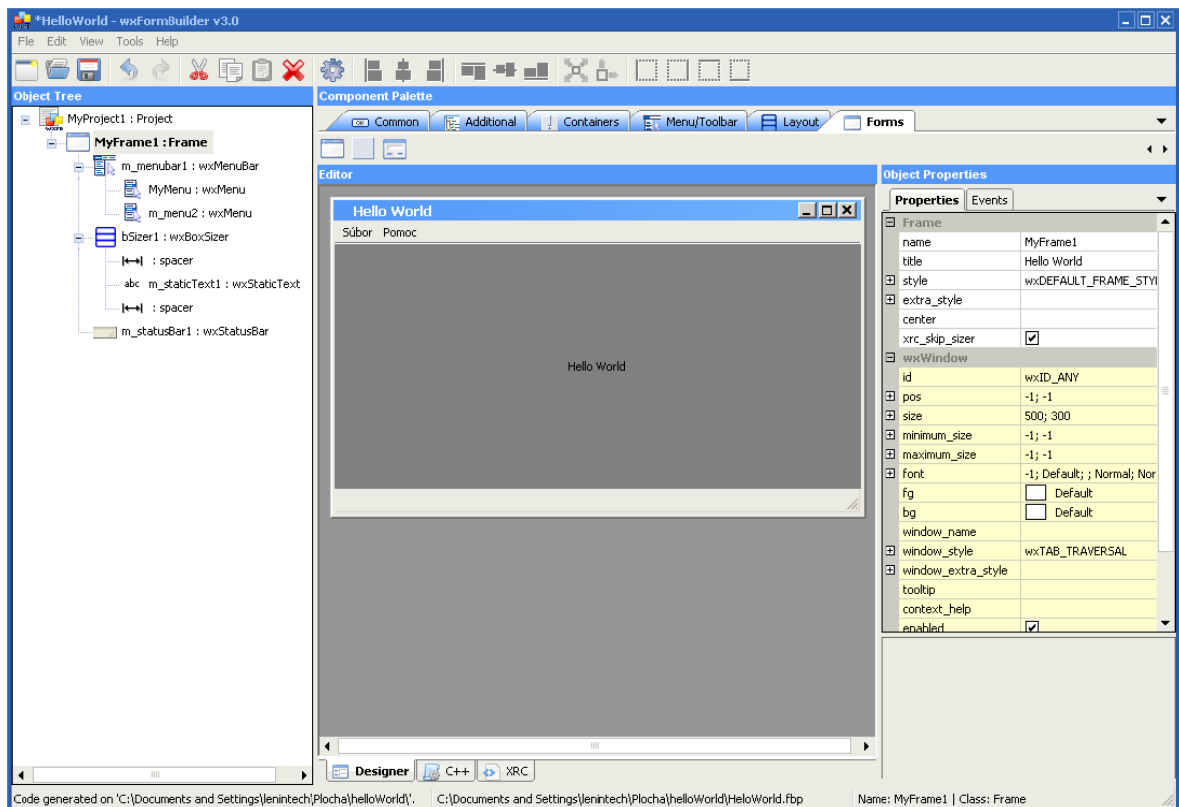 *HelloWorld - wxFormBuilder v3.0
File Edit View Tools Help
Object Tree
MyProject1 : Project
MyFrame1 : Frame
m_menubar1 : wxMenuBar
MyMenu : wxMenu
m_menu2 : wxMenu
bSizer1 : wxBoxSizer
: spacer
abc m_staticText1 : wxStaticText
: spacer
m_statusBar1 : wxStatusBar
Component Palette
OK Common Additional Containers Menu/Toolbar Layout Forms
Editor
Hello World
Súbor Pomoc
Hello World
Designer C++ XRC
Object Properties
Properties Events
Frame
name MyFrame1
title Hello World
style wxDEFAULT_FRAME_STYI
extra_style
center
xrc_skip_sizer
wxWindow
id wxID_ANY
pos -1; -1
size 500; 300
minimum_size -1; -1
maximum_size -1; -1
font -1; Default; ; Normal; Nor
fg Default
bg Default
window_name
window_style wxTAB_TRAVERSAL
window_extra_style
tooltip
context_help
enabled
Code generated on 'C:\Documents and Settings\lenintech\Plocha\helloWorld\'. C:\Documents and Settings\lenintech\Plocha\helloWorld\HeloWorld.fbp Name: MyFrame1 | Class: Frame